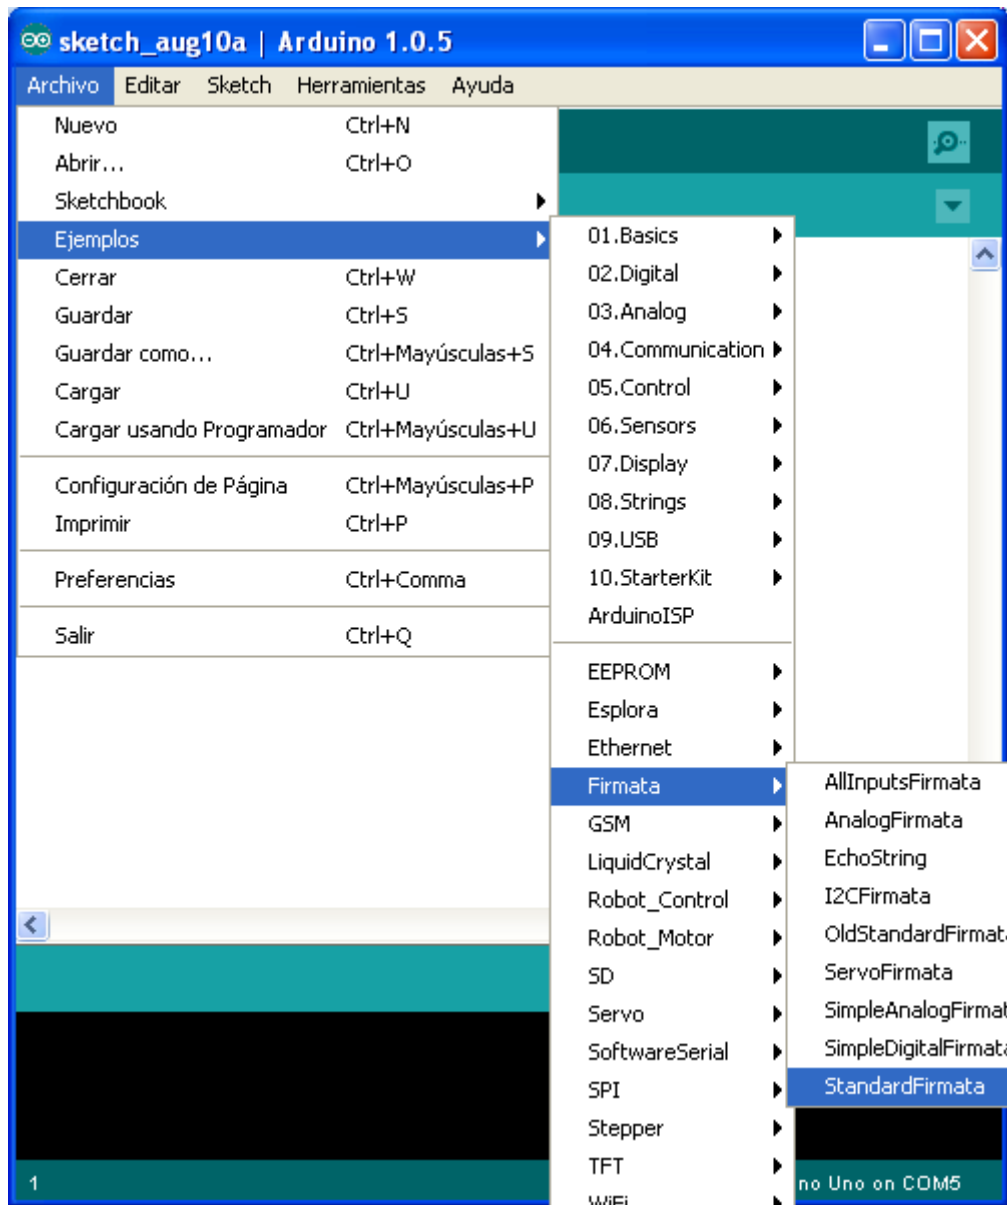 sketch_aug10a | Arduino 1.0.5
Archivo Editar Sketch Herramientas Ayuda
Nuevo Ctrl+N
Abrir... Ctrl+O
Sketchbook
Ejemplos
Cerrar Ctrl+W
Guardar Ctrl+S
Guardar como... Ctrl+Mayúsculas+S
Cargar Ctrl+U
Cargar usando Programador Ctrl+Mayúsculas+U
Configuración de Página Ctrl+Mayúsculas+P
Imprimir Ctrl+P
Preferencias Ctrl+Comma
Salir Ctrl+Q
01.Basics
02.Digital
03.Analog
04.Communication
05.Control
06.Sensors
07.Display
08.Strings
09.USB
10.StarterKit
ArduinoISP
EEPROM
Esplora
Ethernet
Firmata
GSM
LiquidCrystal
Robot_Control
Robot_Motor
SD
Servo
SoftwareSerial
SPI
Stepper
TFT
WiFi
AllInputsFirmata
AnalogFirmata
EchoString
I2CFirmata
OldStandardFirmata
ServoFirmata
SimpleAnalogFirmat
SimpleDigitalFirmata
StandardFirmata
1 no Uno on COM5